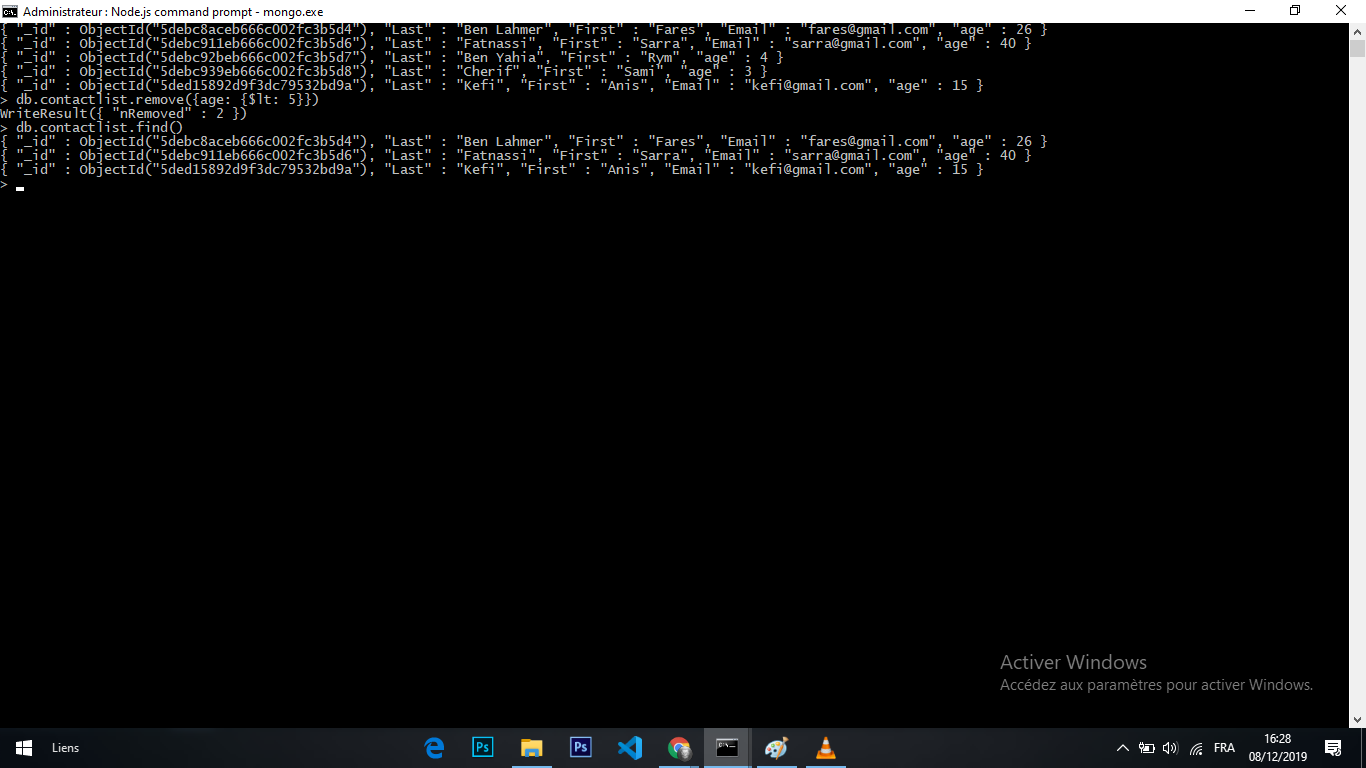 Administrateur : Node.js command prompt - mongo.exe
{ "_id" : ObjectId("5debc8aceb666c002fc3b5d4"), "Last" : "Ben Lahmer", "First" : "Fares", "Email" : "fares@gmail.com", "age" : 26 }
{ "_id" : ObjectId("5debc911eb666c002fc3b5d6"), "Last" : "Fatnassi", "First" : "Sarra", "Email" : "sarra@gmail.com", "age" : 40 }
{ "_id" : ObjectId("5debc92beb666c002fc3b5d7"), "Last" : "Ben Yahia", "First" : "Rym", "age" : 4 }
{ "_id" : ObjectId("5debc939eb666c002fc3b5d8"), "Last" : "Cherif", "First" : "Sami", "age" : 3 }
{ "_id" : ObjectId("5ded15892d9f3dc79532bd9a"), "Last" : "Kefi", "First" : "Anis", "Email" : "kefi@gmail.com", "age" : 15 }
> db.contactlist.remove({age: {$lt: 5}})
WriteResult({ "nRemoved" : 2 })
> db.contactlist.find()
{ "_id" : ObjectId("5debc8aceb666c002fc3b5d4"), "Last" : "Ben Lahmer", "First" : "Fares", "Email" : "fares@gmail.com", "age" : 26 }
{ "_id" : ObjectId("5debc911eb666c002fc3b5d6"), "Last" : "Fatnassi", "First" : "Sarra", "Email" : "sarra@gmail.com", "age" : 40 }
{ "_id" : ObjectId("5ded15892d9f3dc79532bd9a"), "Last" : "Kefi", "First" : "Anis", "Email" : "kefi@gmail.com", "age" : 15 }
>
Activer Windows
Accédez aux paramètres pour activer Windows.
Liens
Ps
Ps
FRA
16:28
08/12/2019